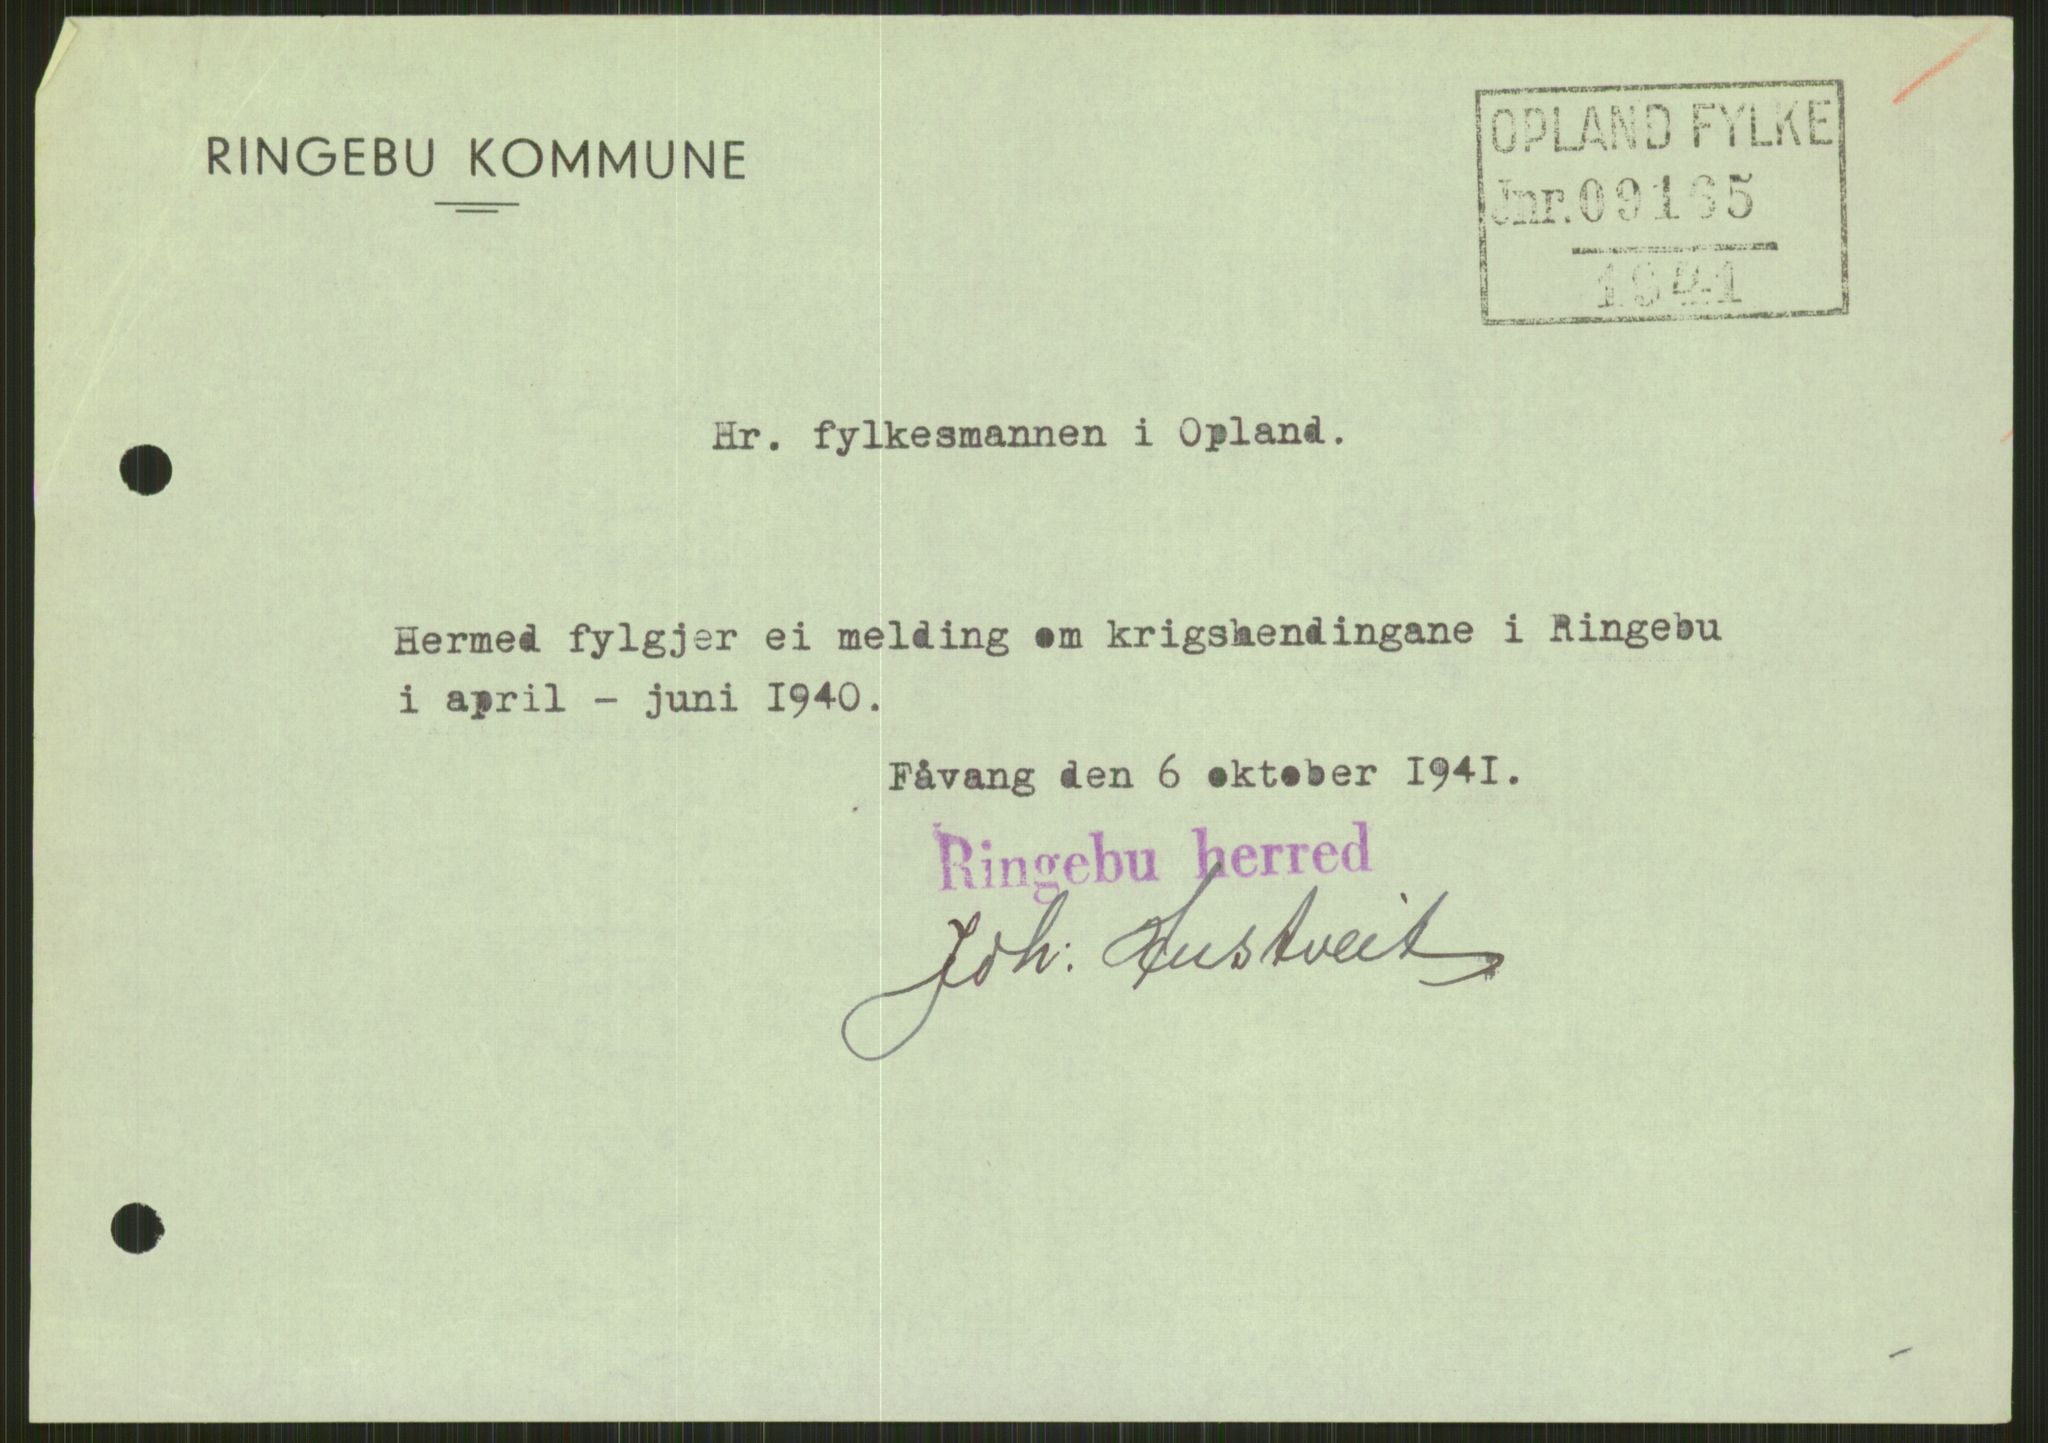 RINGEBU KOMMUNE
OPLAND FYLKE
Jnr. 09165
1941
Hr. fylkesmannen i Opland.
Hermed fylgjer ei melding om krigshendingane i Ringebu
i april - juni 1940.
Fåvang den 6 oktober 1941.
Ringebu herred
Joh. Hustveit